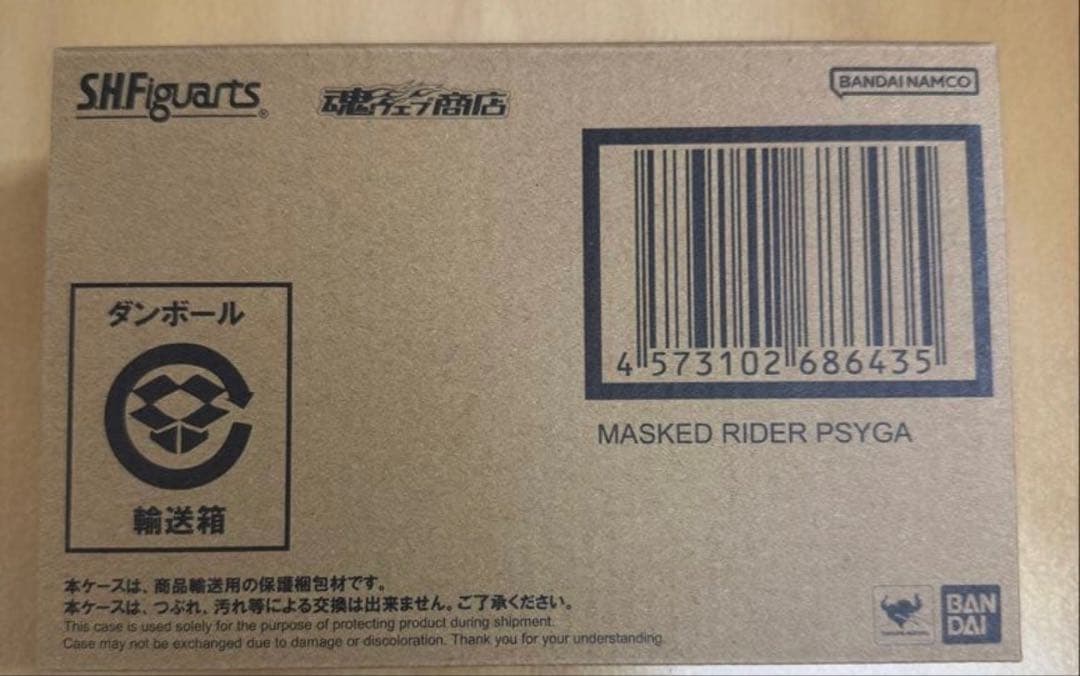 S.H.Figuarts®
魂ウェブ商店
BANDAI NAMCO
4 573102 686435
MASKED RIDER PSYGA
ダンボール
輸送箱
本ケースは、商品輸送用の保護梱包材です。
本ケースは、つぶれ、汚れ等による交換は出来ません。ご了承ください。
This case is used solely for the purpose of protecting product during shipment.
Case may not be exchanged due to damage or discoloration. Thank you for your understanding.
BAN
DAI